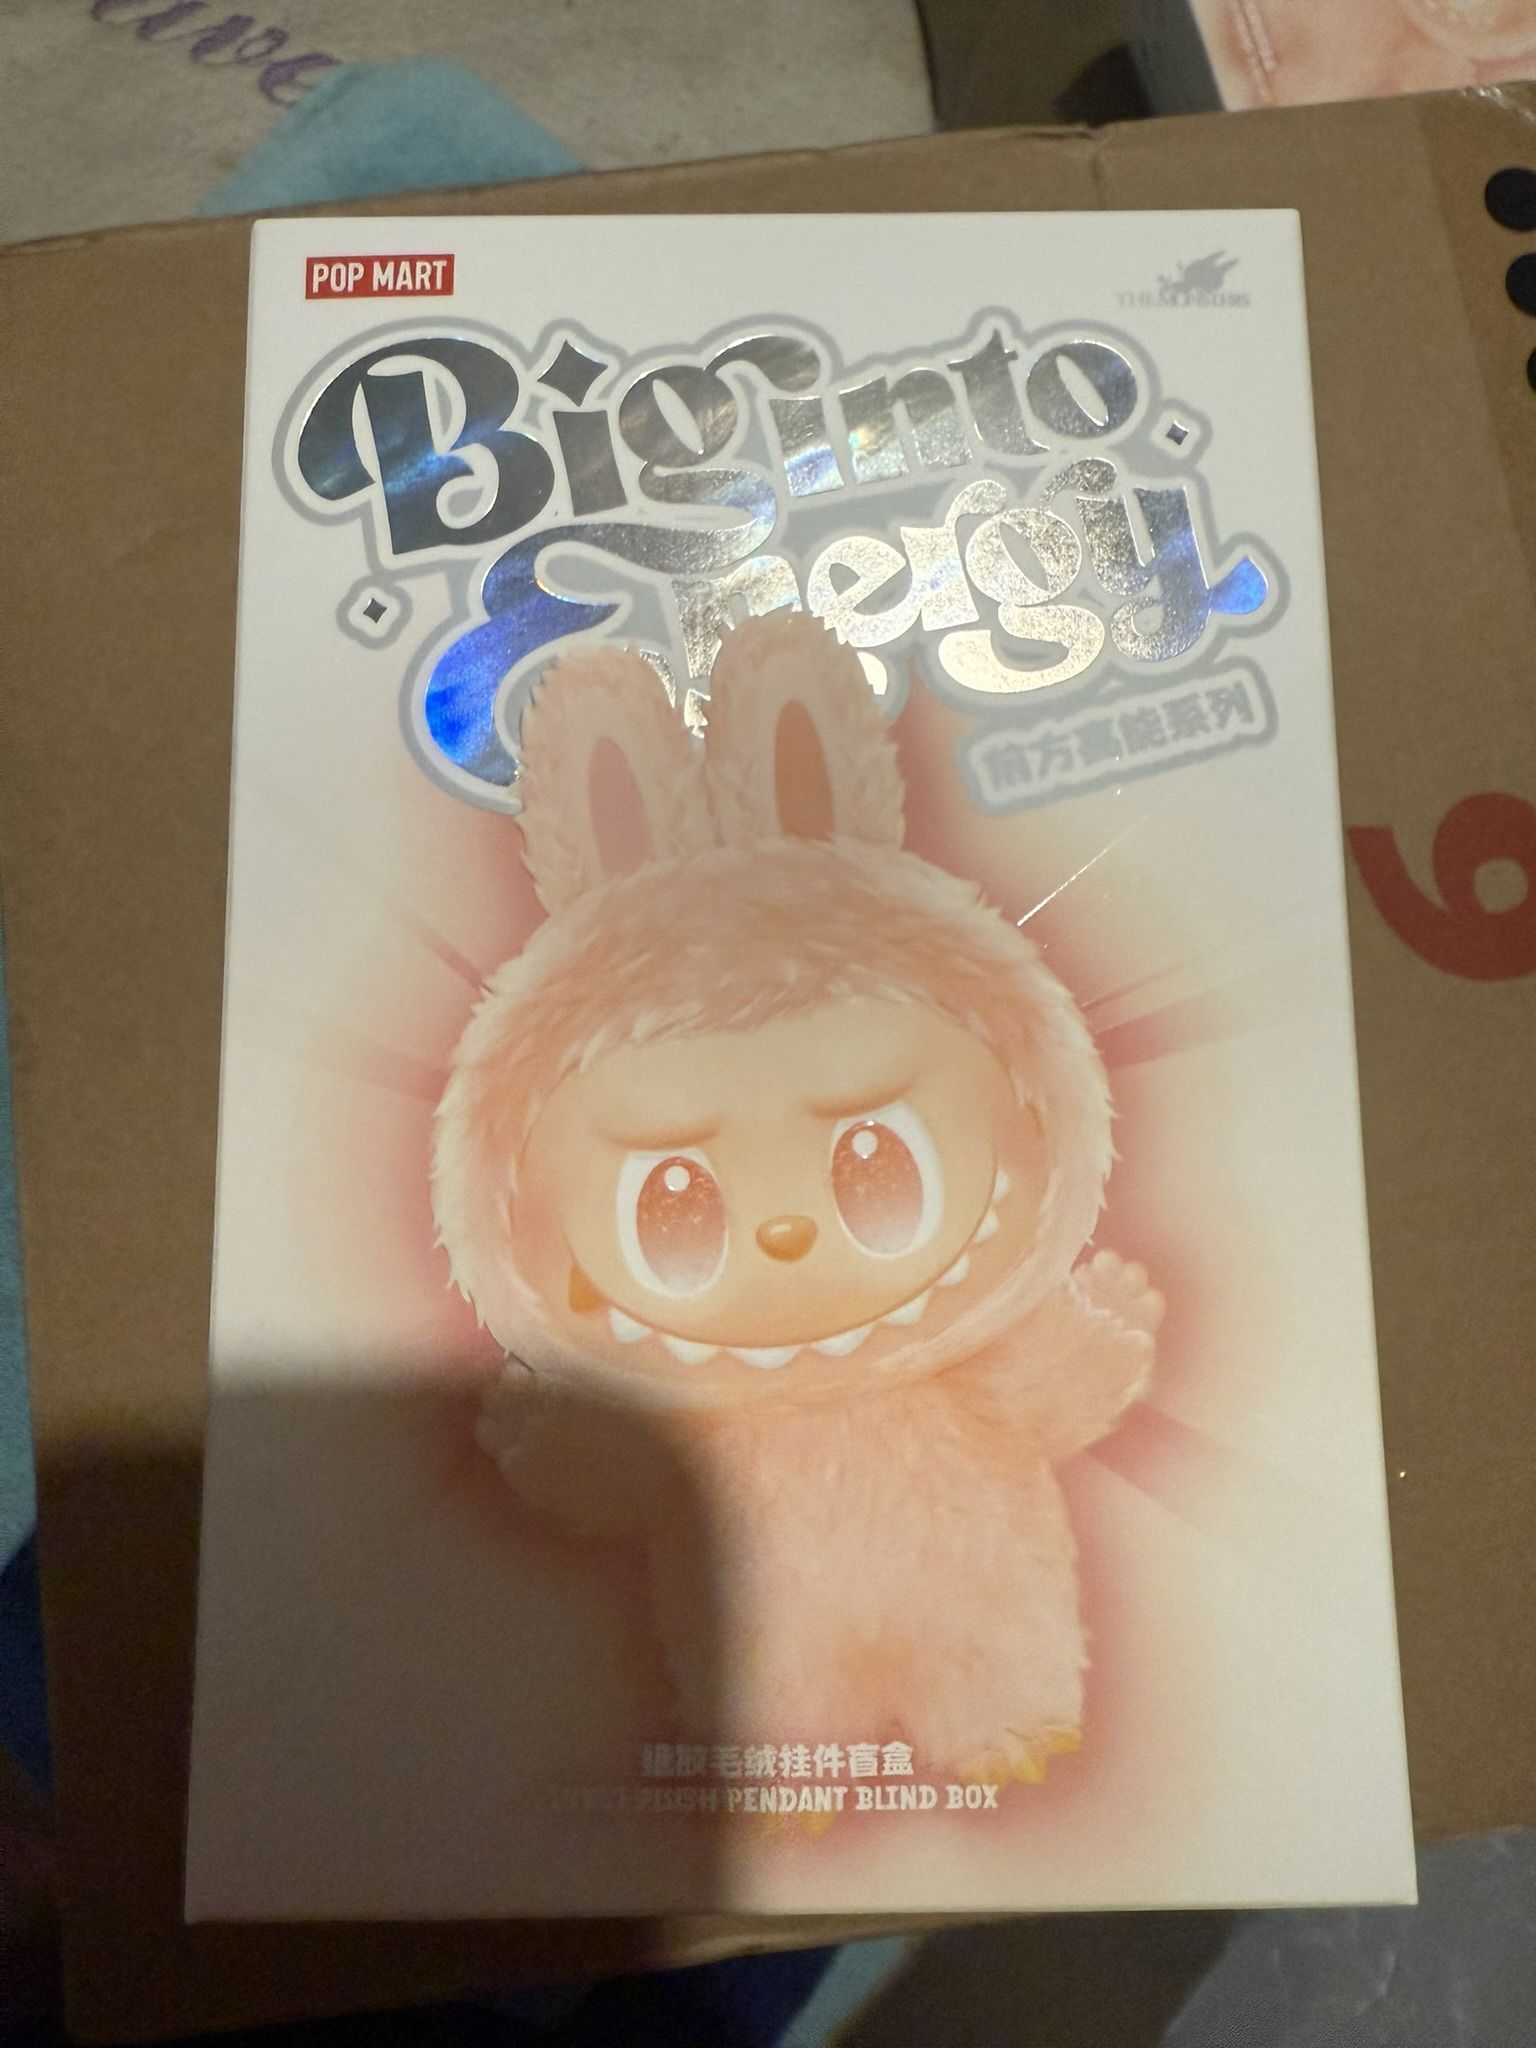 POP MART
THE MONSTERS
Big into
Energy
前方高能系列
搪胶毛绒挂件盲盒
PLUSH PENDANT BLIND BOX